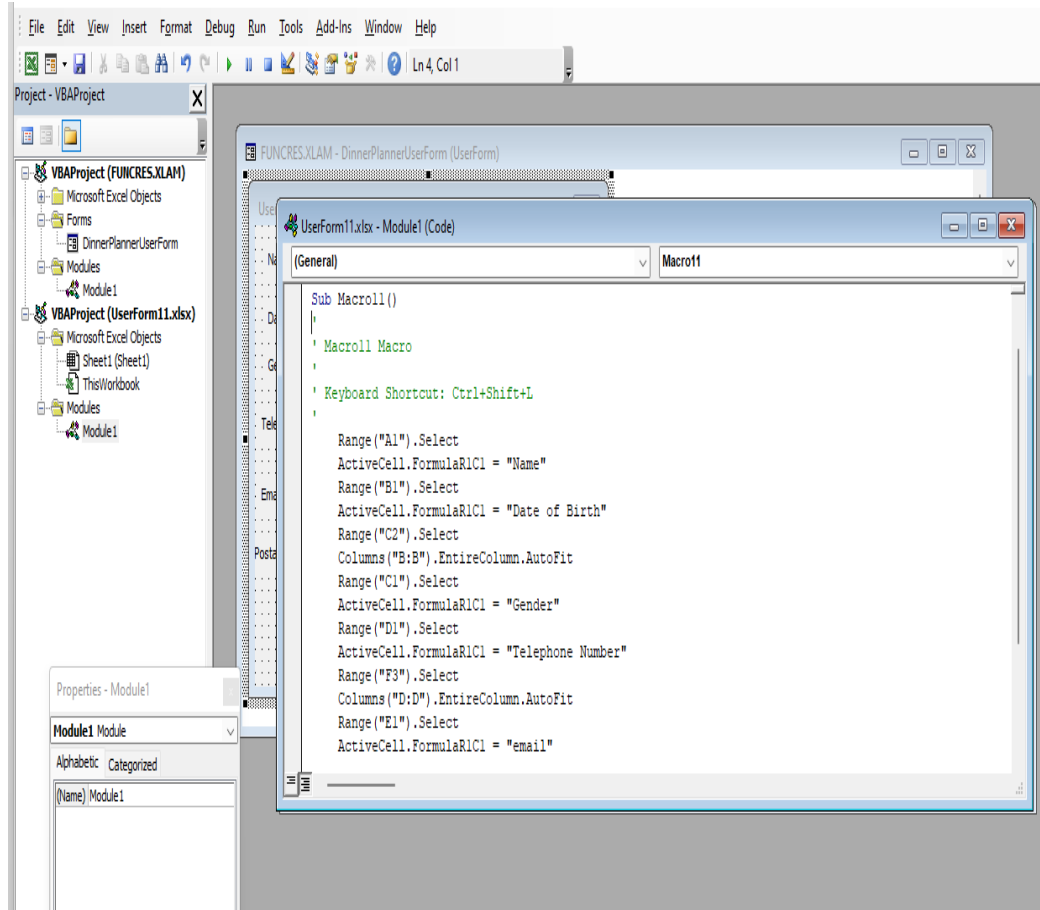 File Edit View Insert Format Debug Run Tools Add-Ins Window Help
Ln 4, Col 1
Project - VBAProject
VBAProject (FUNCRES.XLAM)
Microsoft Excel Objects
Forms
DinnerPlannerUserForm
Modules
Module1
VBAProject (UserForm11.xlsx)
Microsoft Excel Objects
Sheet1 (Sheet1)
ThisWorkbook
Modules
Module1
Properties - Module1
Module1 Module
Alphabetic Categorized
(Name) Module1
FUNCRES.XLAM - DinnerPlannerUserForm (UserForm)
UserForm11.xlsx - Module1 (Code)
(General) Macro11
Sub Macro11()
'
' Macro11 Macro
'
' Keyboard Shortcut: Ctrl+Shift+L
'
Range("A1").Select
ActiveCell.FormulaR1C1 = "Name"
Range("B1").Select
ActiveCell.FormulaR1C1 = "Date of Birth"
Range("C2").Select
Columns("B:B").EntireColumn.AutoFit
Range("C1").Select
ActiveCell.FormulaR1C1 = "Gender"
Range("D1").Select
ActiveCell.FormulaR1C1 = "Telephone Number"
Range("F3").Select
Columns("D:D").EntireColumn.AutoFit
Range("E1").Select
ActiveCell.FormulaR1C1 = "email"